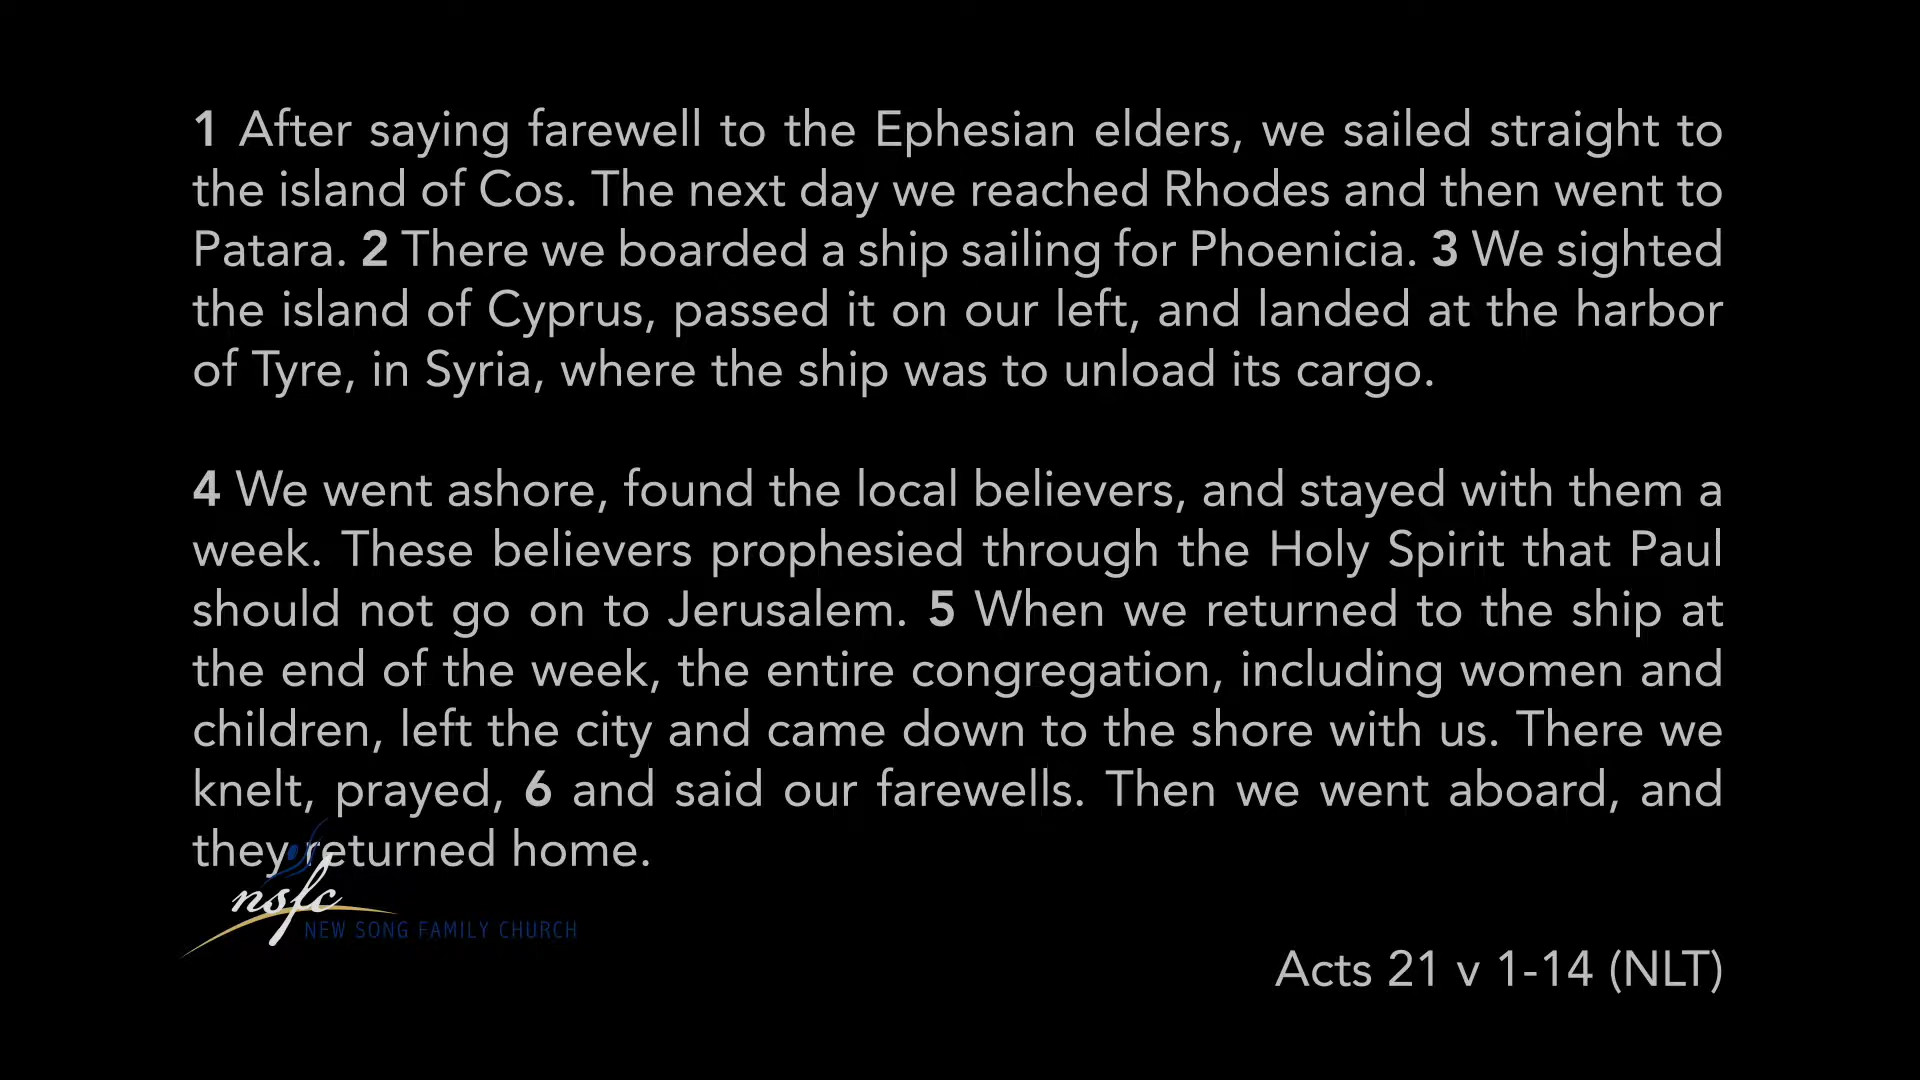 1 After saying farewell to the Ephesian elders, we sailed straight to
the island of Cos. The next day we reached Rhodes and then went to
Patara. 2 There we boarded a ship sailing for Phoenicia. 3 We sighted
the island of Cyprus, passed it on our left, and landed at the harbor
of Tyre, in Syria, where the ship was to unload its cargo.
4 We went ashore, found the local believers, and stayed with them a
week. These believers prophesied through the Holy Spirit that Paul
should not go on to Jerusalem. 5 When we returned to the ship at
the end of the week, the entire congregation, including women and
children, left the city and came down to the shore with us. There we
knelt, prayed, 6 and said our farewells. Then we went aboard, and
they returned home.
nsfc
NEW SONG FAMILY CHURCH
Acts 21 v 1-14 (NLT)